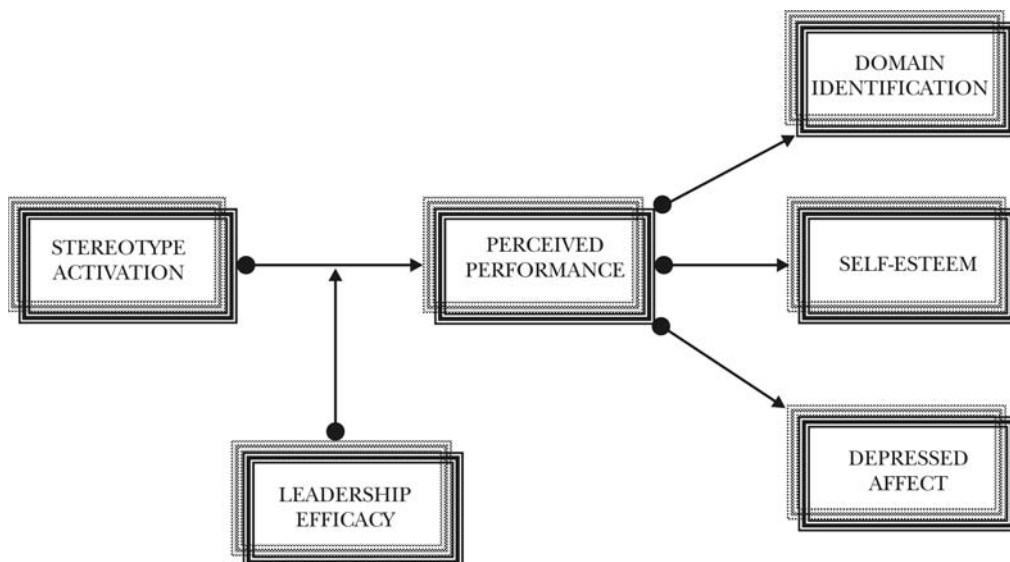 DOMAIN
IDENTIFICATION
STEREOTYPE
ACTIVATION
PERCEIVED
PERFORMANCE
SELF-ESTEEM
LEADERSHIP
EFFICACY
DEPRESSED
AFFECT